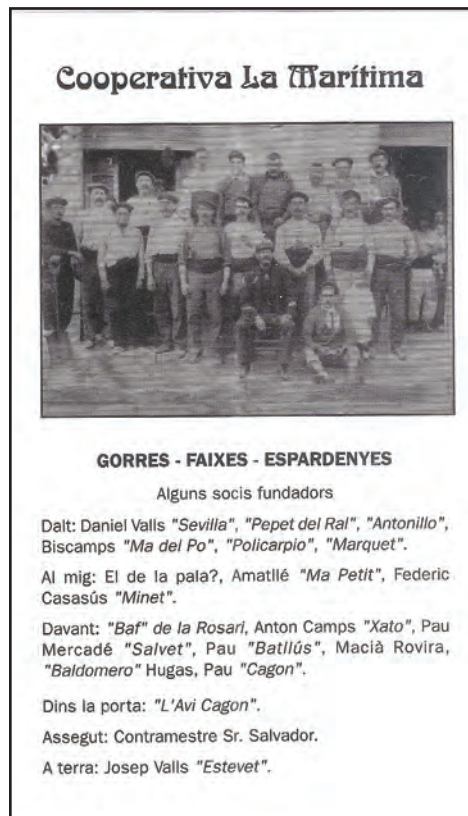 Cooperativa La Marítima
GORRES - FAIXES - ESPARDENYES
Alguns socis fundadors
Dalt: Daniel Valls "Sevilla", "Pepet del Ral", "Antonillo",
Biscamps "Ma del Po", "Policarpio", "Marquet".
Al mig: El de la pala?, Amatllé "Ma Petit", Federic
Casasús "Minet".
Davant: "Baf" de la Rosari, Anton Camps "Xato", Pau
Mercadé "Salvet", Pau "Batllús", Macià Rovira,
"Baldomero" Hugas, Pau "Cagon".
Dins la porta: "L'Avi Cagon".
Assegut: Contramestre Sr. Salvador.
A terra: Josep Valls "Estevet".